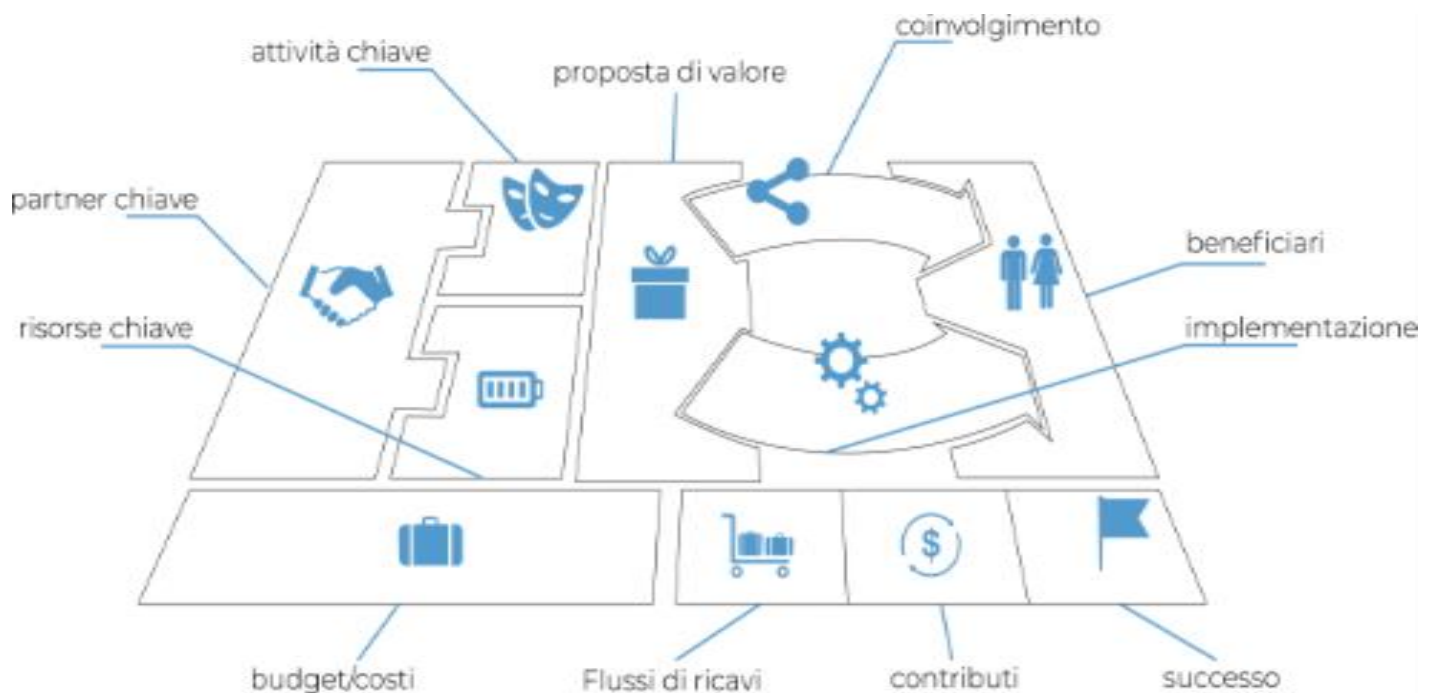 coinvolgimento
attività chiave
proposta di valore
partner chiave
beneficiari
risorse chiave
implementazione
$
budget/costi
Flussi di ricavi
contributi
successo